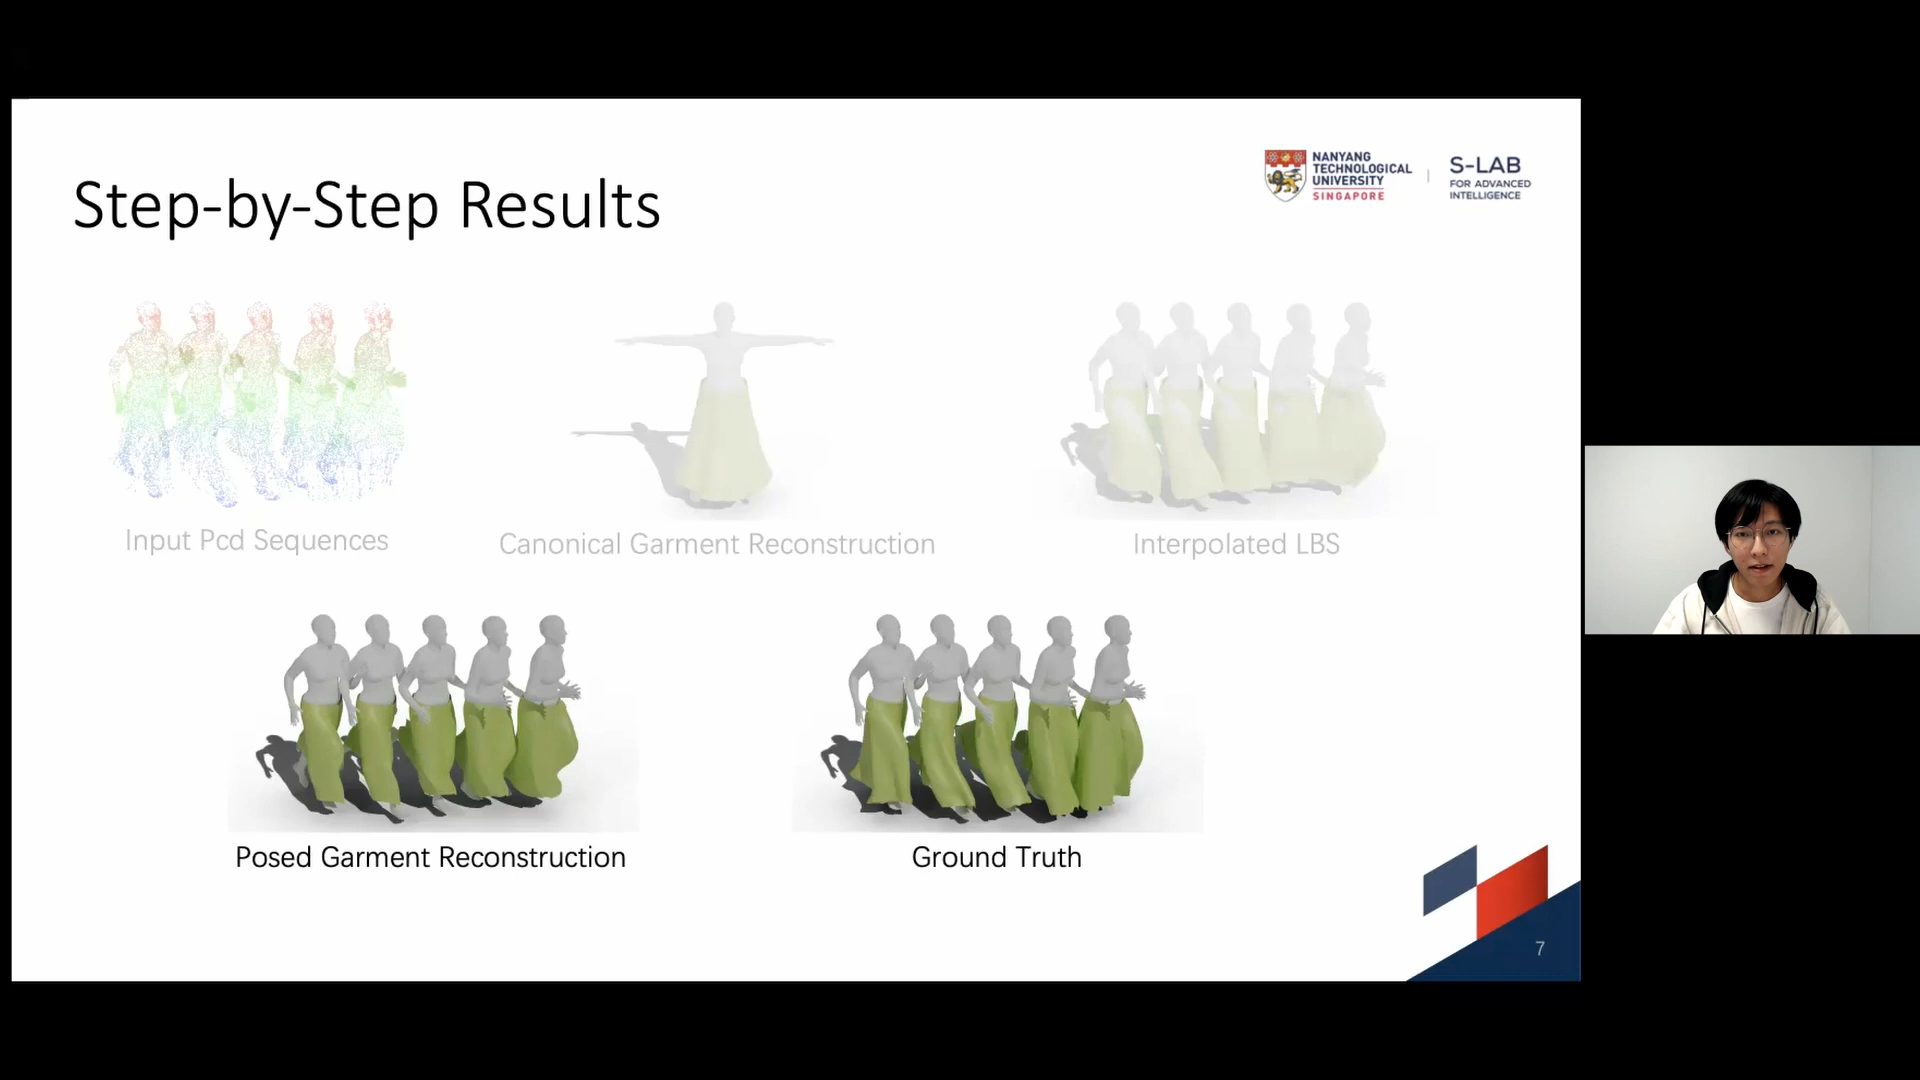 Step-by-Step Results
NANYANG
TECHNOLOGICAL
UNIVERSITY
SINGAPORE
S-LAB
FOR ADVANCED
INTELLIGENCE
Input Pcd Sequences
Canonical Garment Reconstruction
Interpolated LBS
Posed Garment Reconstruction
Ground Truth
7